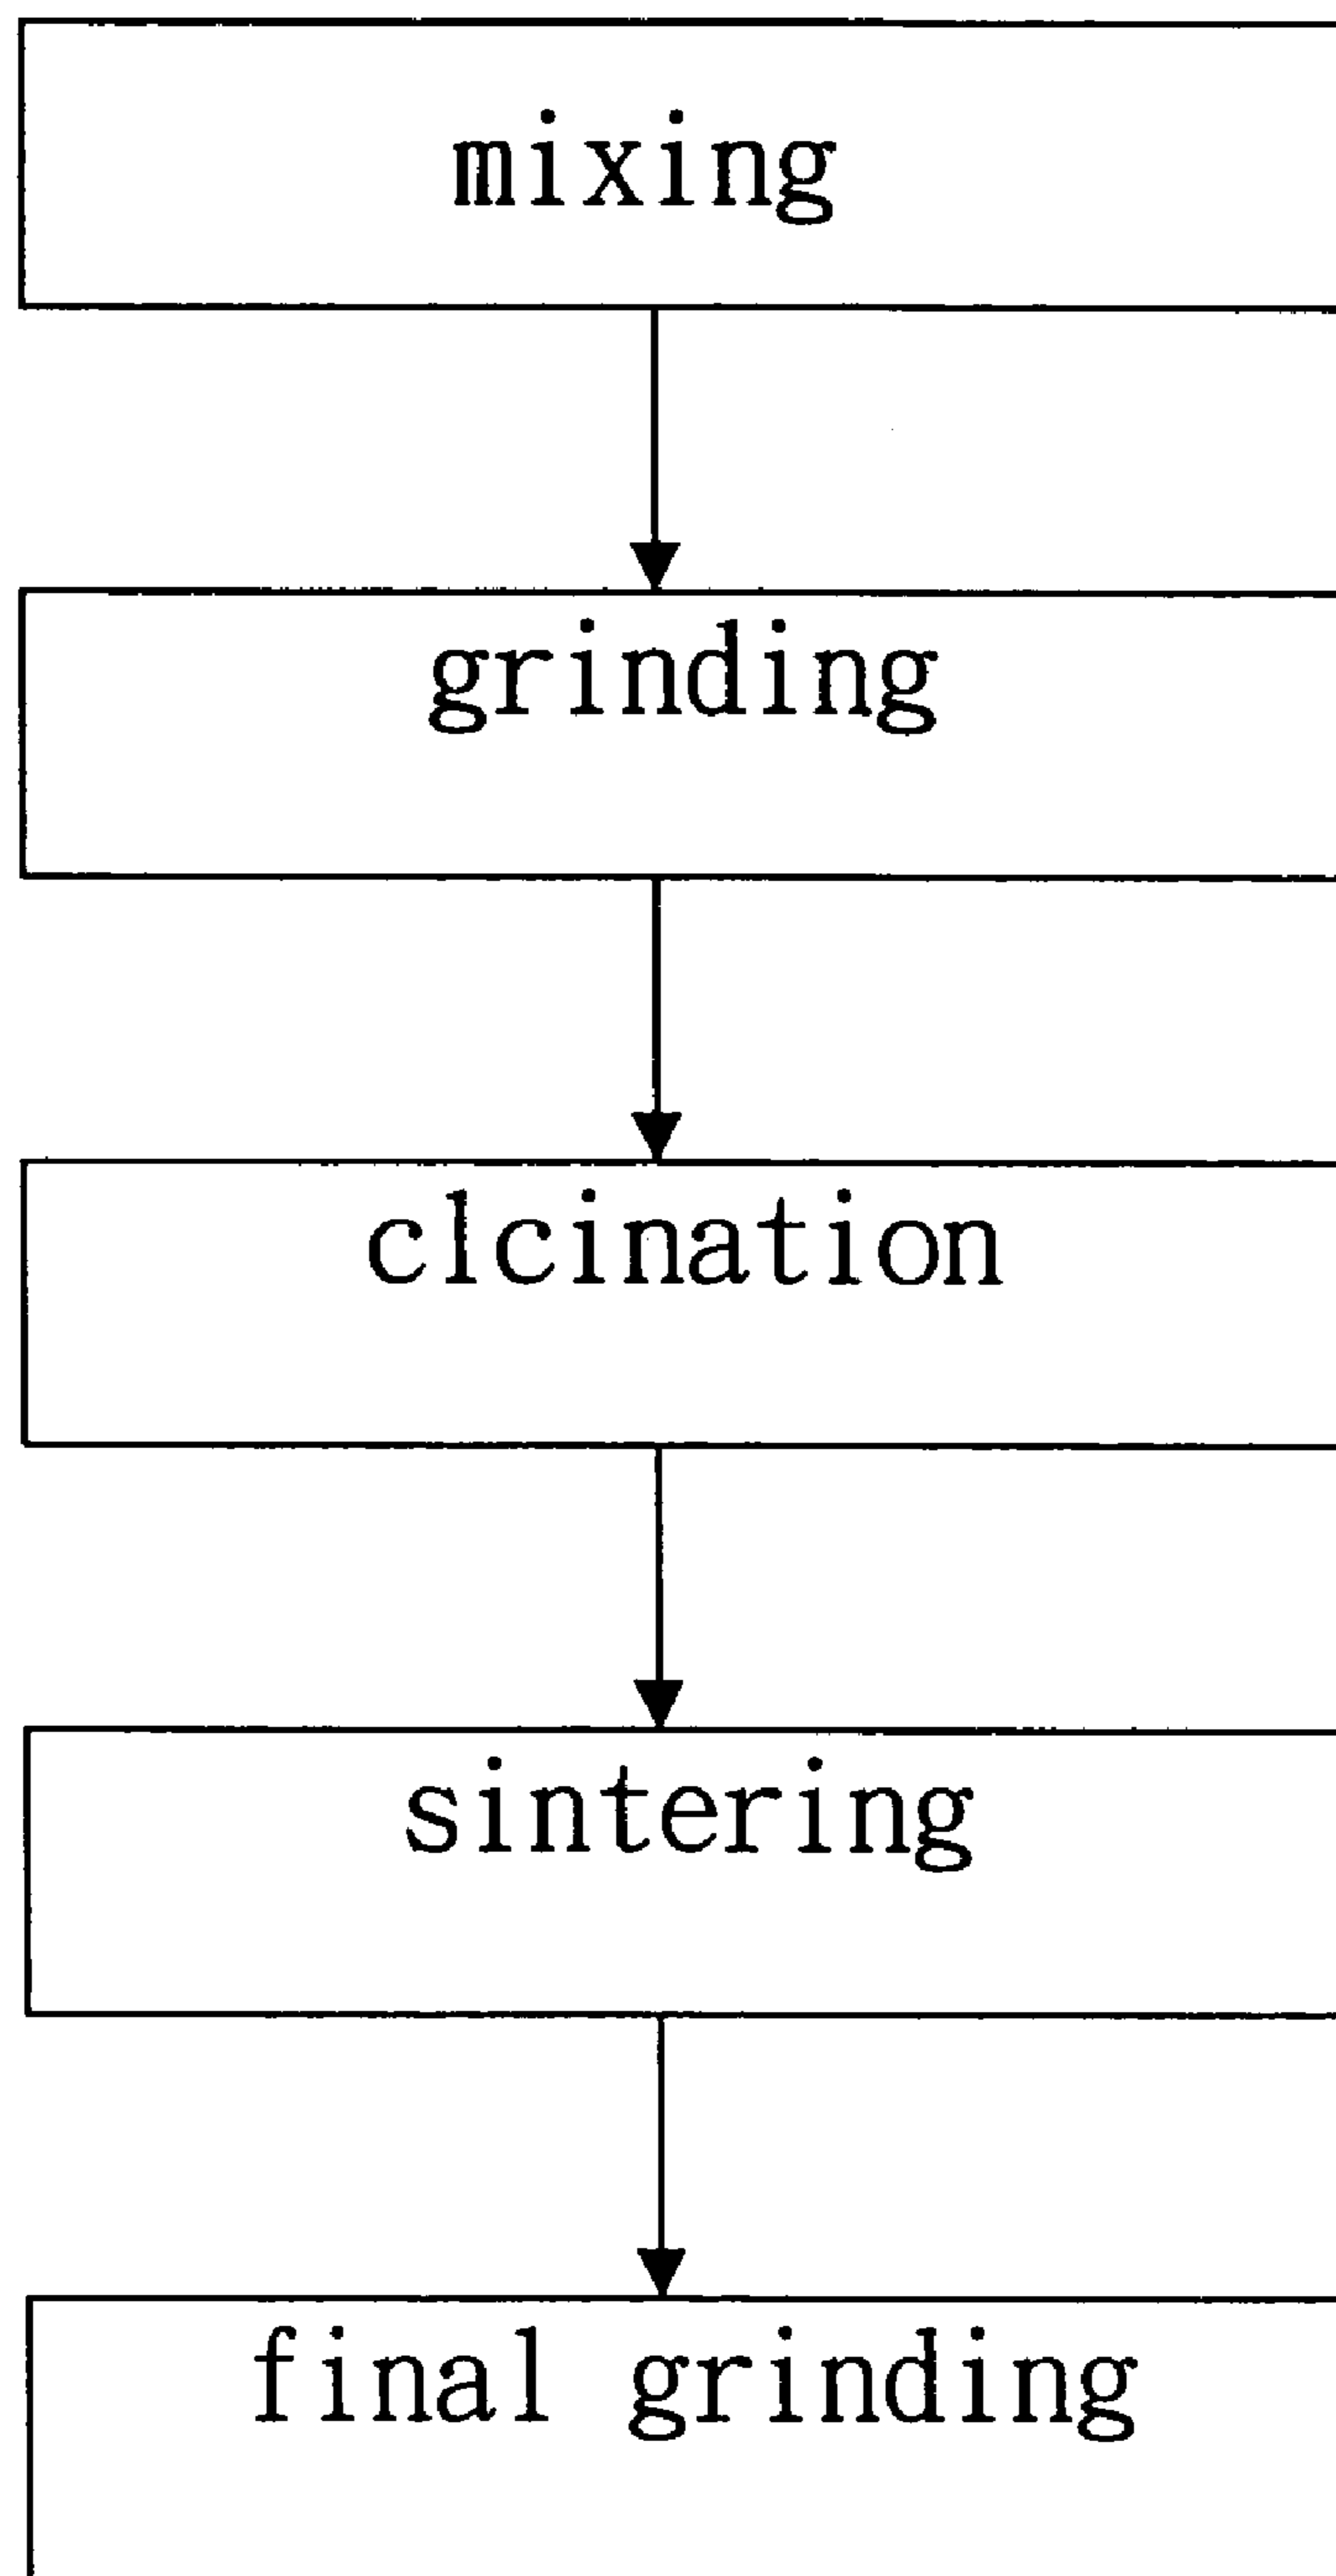 mixing
grinding
clcination
sintering
final grinding